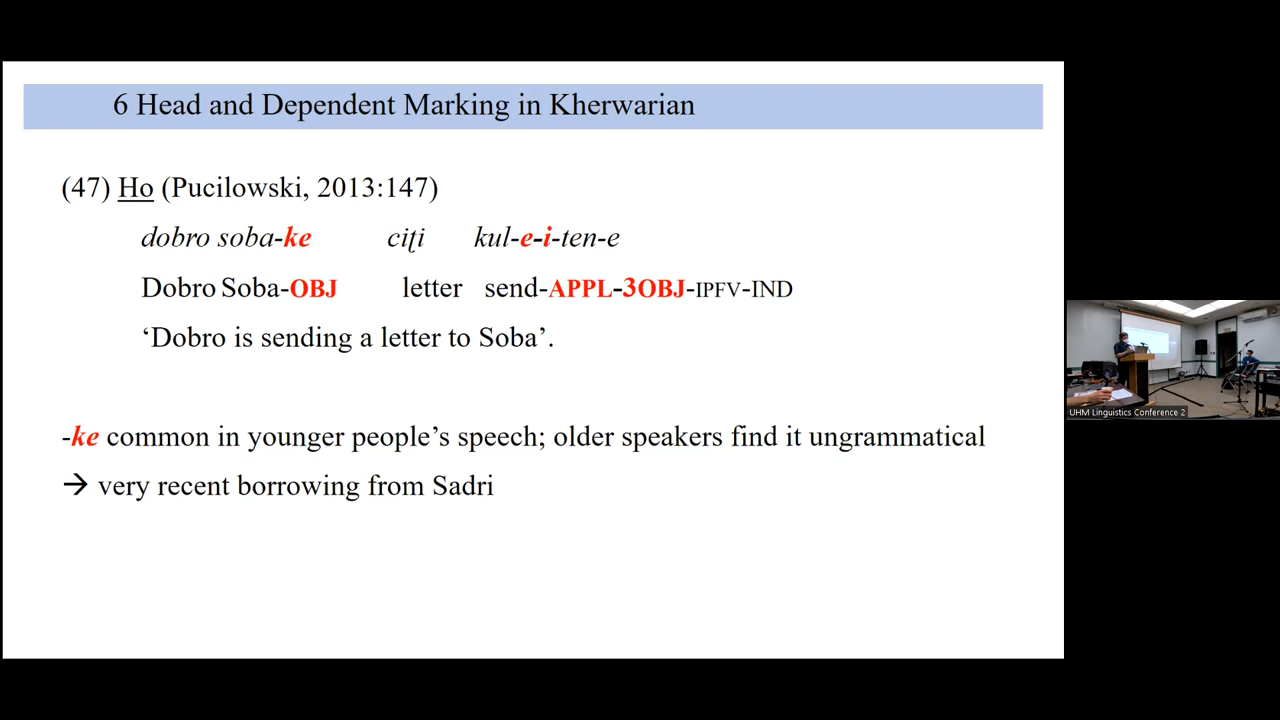 6 Head and Dependent Marking in Kherwarian
(47) Ho (Pucilowski, 2013:147)
dobro soba-ke ciʈi kul-e-i-ten-e
Dobro Soba-OBJ letter send-APPL-3OBJ-IPFV-IND
‘Dobro is sending a letter to Soba’.
-ke common in younger people’s speech; older speakers find it ungrammatical
→ very recent borrowing from Sadri
UHM Linguistics Conference 2